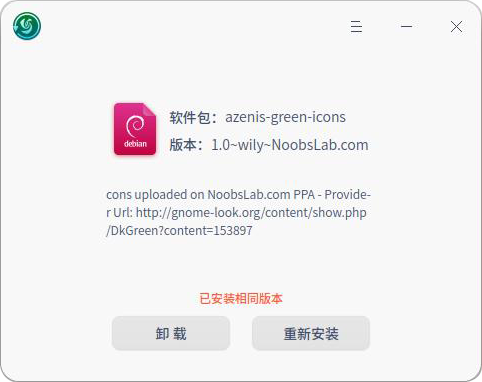 debian
软件包：azenis-green-icons
版本：1.0~wily~NoobsLab.com
cons uploaded on NoobsLab.com PPA - Provide-
r Url: http://gnome-look.org/content/show.php
/DkGreen?content=153897
已安装相同版本
卸 载
重新安装